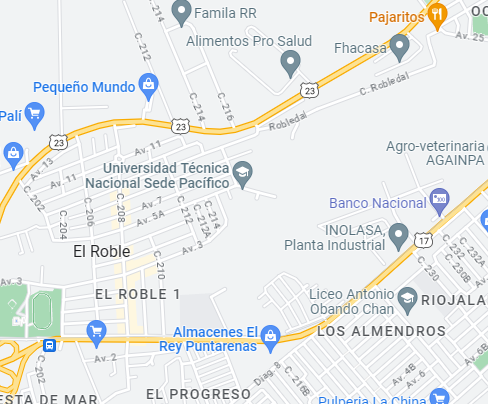 Famila RR
OC
Pajaritos
Alimentos Pro Salud
Av. 25
Fhacasa
C. 212
C. 214
C. 216
23
C. Robledal
Pequeño Mundo
Palí
23
Robledal
23
Av. 11
Agro-veterinaria
AGAINPA
Av. 13
Av. 11
Universidad Técnica
Nacional Sede Pacífico
C. 202
C. 204
C. 206
C. 208
Av. 7
Av. 5A
C. 214
C. 212A
C. 212
Banco Nacional
INOLASA,
Planta Industrial
17
C. 232
C. 232A
C. 230B
C. 230
El Roble
Av. 3
C. 210
Av. 3
EL ROBLE 1
Liceo Antonio
Obando Chan
RIOJALA
LOS ALMENDROS
Almacenes El
Rey Puntarenas
Av. 2
C. 202
Diag. 8
C. 216B
Av. 4B
Av. 6
Av. 6B
ESTA DE MAR
EL PROGRESO
Pulpería La China